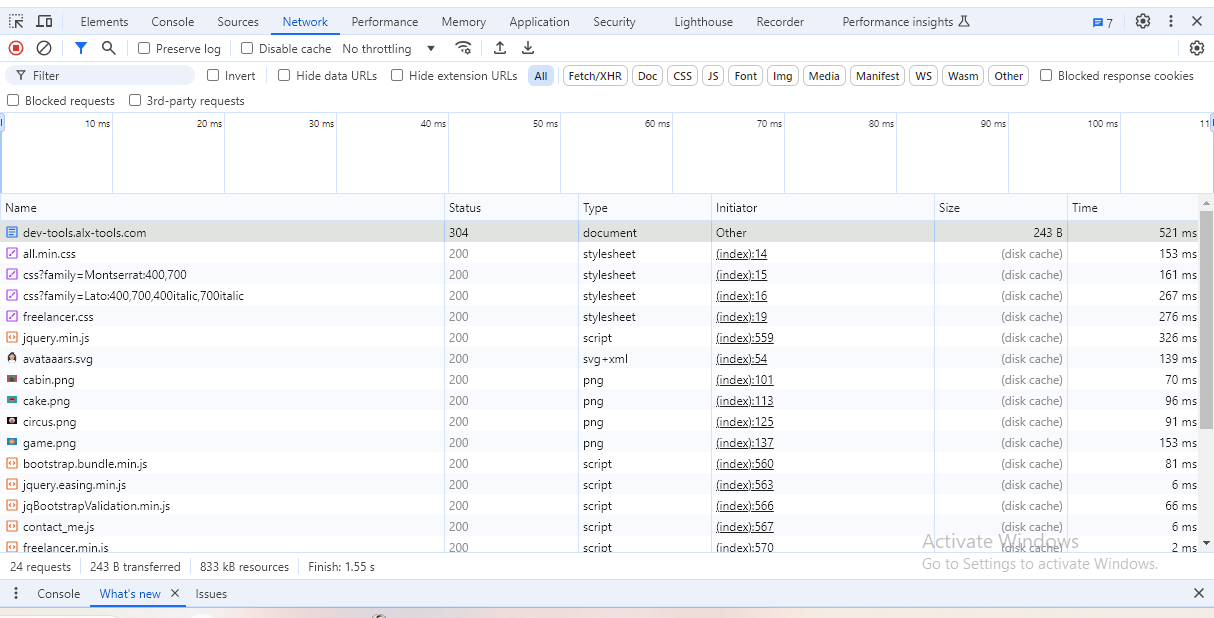 Elements Console Sources Network Performance Memory Application Security Lighthouse Recorder Performance insights 7
Preserve log Disable cache No throttling
Filter Invert Hide data URLs Hide extension URLs All Fetch/XHR Doc CSS JS Font Img Media Manifest WS Wasm Other Blocked response cookies
Blocked requests 3rd-party requests
10 ms 20 ms 30 ms 40 ms 50 ms 60 ms 70 ms 80 ms 90 ms 100 ms 11
Name Status Type Initiator Size Time
dev-tools.alx-tools.com 304 document Other 243 B 521 ms
all.min.css 200 stylesheet (index):14 (disk cache) 153 ms
css?family=Montserrat:400,700 200 stylesheet (index):15 (disk cache) 161 ms
css?family=Lato:400,700,400italic,700italic 200 stylesheet (index):16 (disk cache) 267 ms
freelancer.css 200 stylesheet (index):19 (disk cache) 276 ms
jquery.min.js 200 script (index):559 (disk cache) 326 ms
avataaars.svg 200 svg+xml (index):54 (disk cache) 139 ms
cabin.png 200 png (index):101 (disk cache) 70 ms
cake.png 200 png (index):113 (disk cache) 96 ms
circus.png 200 png (index):125 (disk cache) 91 ms
game.png 200 png (index):137 (disk cache) 153 ms
bootstrap.bundle.min.js 200 script (index):560 (disk cache) 81 ms
jquery.easing.min.js 200 script (index):563 (disk cache) 6 ms
jqBootstrapValidation.min.js 200 script (index):566 (disk cache) 66 ms
contact_me.js 200 script (index):567 (disk cache) 6 ms
freelancer.min.js 200 script (index):570 (disk cache) 2 ms
Activate Windows
Go to Settings to activate Windows.
24 requests 243 B transferred 833 kB resources Finish: 1.55 s
Console What's new Issues